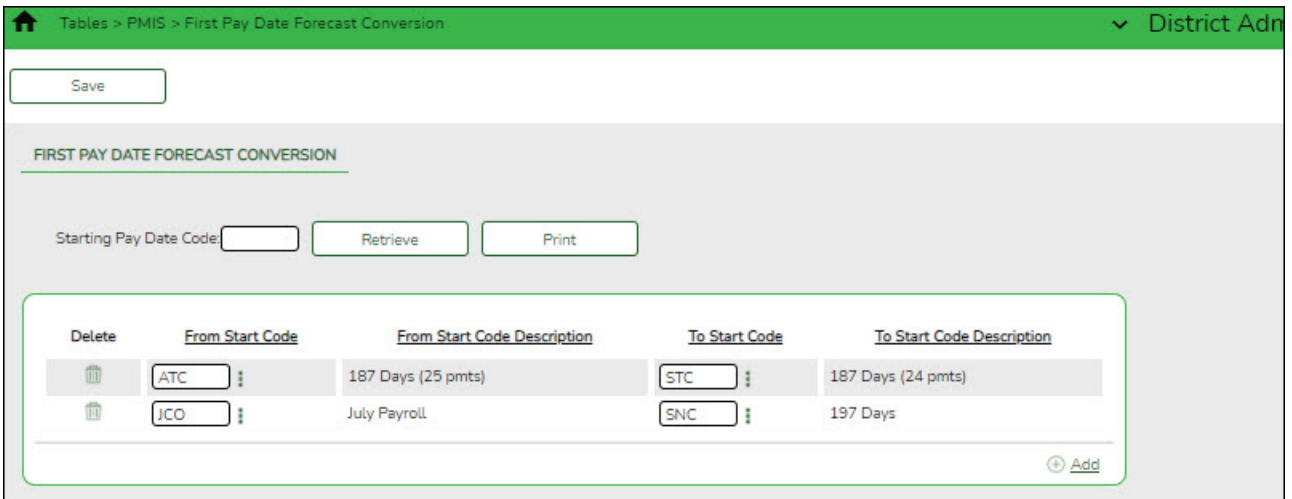 Tables > PMIS > First Pay Date Forecast Conversion District Adm
Save
FIRST PAY DATE FORECAST CONVERSION
Starting Pay Date Code: Retrieve Print
Delete From Start Code From Start Code Description To Start Code To Start Code Description
ATC 187 Days (25 pmts) STC 187 Days (24 pmts)
JCO July Payroll SNC 197 Days
Add